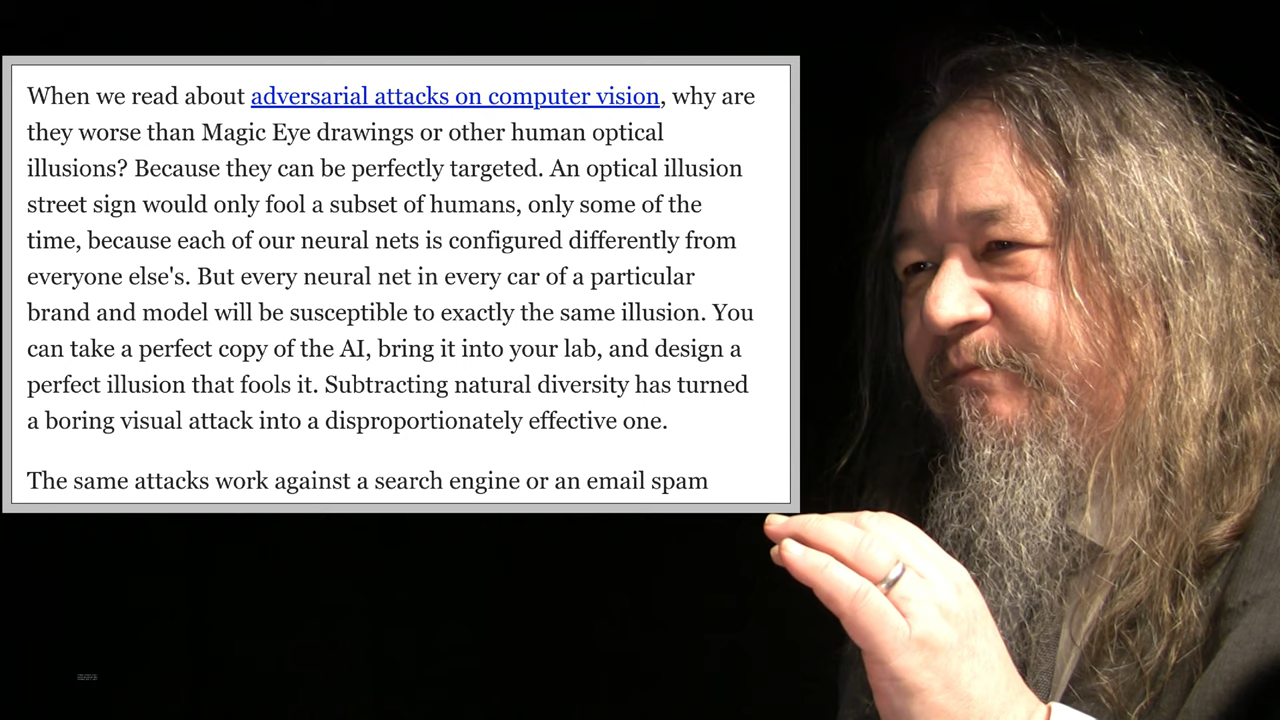 When we read about adversarial attacks on computer vision, why are
they worse than Magic Eye drawings or other human optical
illusions? Because they can be perfectly targeted. An optical illusion
street sign would only fool a subset of humans, only some of the
time, because each of our neural nets is configured differently from
everyone else's. But every neural net in every car of a particular
brand and model will be susceptible to exactly the same illusion. You
can take a perfect copy of the AI, bring it into your lab, and design a
perfect illusion that fools it. Subtracting natural diversity has turned
a boring visual attack into a disproportionately effective one.
The same attacks work against a search engine or an email spam